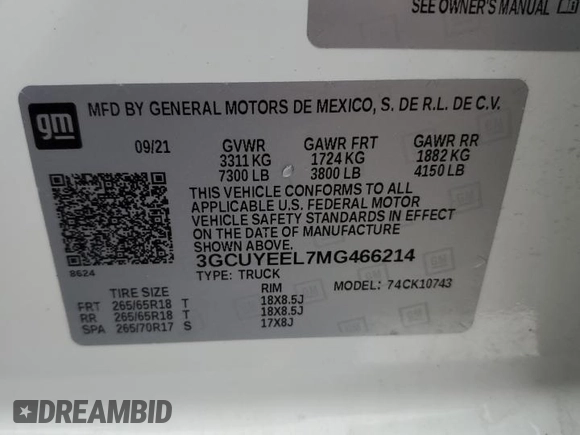 SEE OWNER'S MANUAL
gm
MFD BY GENERAL MOTORS DE MEXICO, S. DE R.L. DE C.V.
09/21 GVWR GAWR FRT GAWR RR
3311 KG 1724 KG 1882 KG
7300 LB 3800 LB 4150 LB
THIS VEHICLE CONFORMS TO ALL
APPLICABLE U.S. FEDERAL MOTOR
VEHICLE SAFETY STANDARDS IN EFFECT
ON THE DATE OF MANUFACTURE
SHOWN ABOVE.
8624
3GCUYEEL7MG466214
TYPE: TRUCK MODEL: 74CK10743
TIRE SIZE RIM
FRT 265/65R18 T 18X8.5J
RR 265/65R18 T 18X8.5J
SPA 265/70R17 S 17X8J
DREAMBID